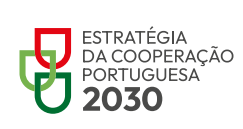 ESTRATÉGIA
DA COOPERAÇÃO
PORTUGUESA
2030